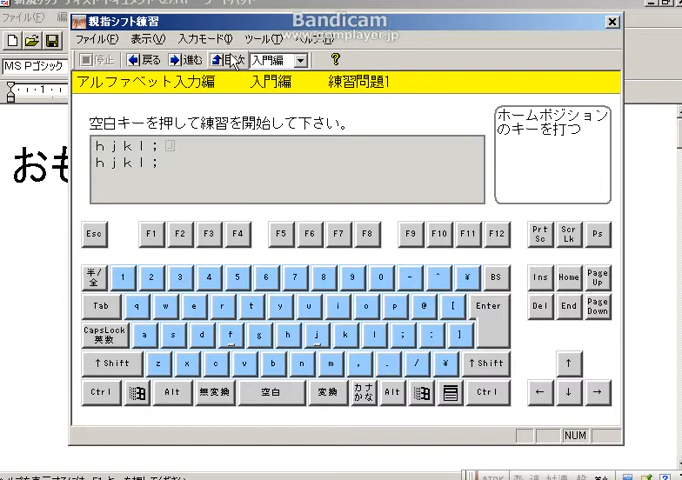 Bandicam
親指シフト練習
ファイル(F) 表示(V) 入力モード(I) ツール(T) ヘルプ(H)
停止 戻る 進む 目次 入門編
MS Pゴシック
アルファベット入力編 入門編 練習問題1
空白キーを押して練習を開始して下さい。
ホームポジション
のキーを打つ
h j k l ;
h j k l ;
おも
Esc F1 F2 F3 F4 F5 F6 F7 F8 F9 F10 F11 F12 Prt Sc Scr Lk Ps
半/全 1 2 3 4 5 6 7 8 9 0 - ^ ¥ BS Ins Home Page Up
Tab q w e r t y u i o p @ [ Enter Del End Page Down
CapsLock 英数 a s d f g h j k l ; : ]
↑Shift z x c v b n m , . / ¥ ↑Shift ↑
Ctrl Alt 無変換 空白 変換 カナ かな Alt Ctrl ← ↓ →
NUM